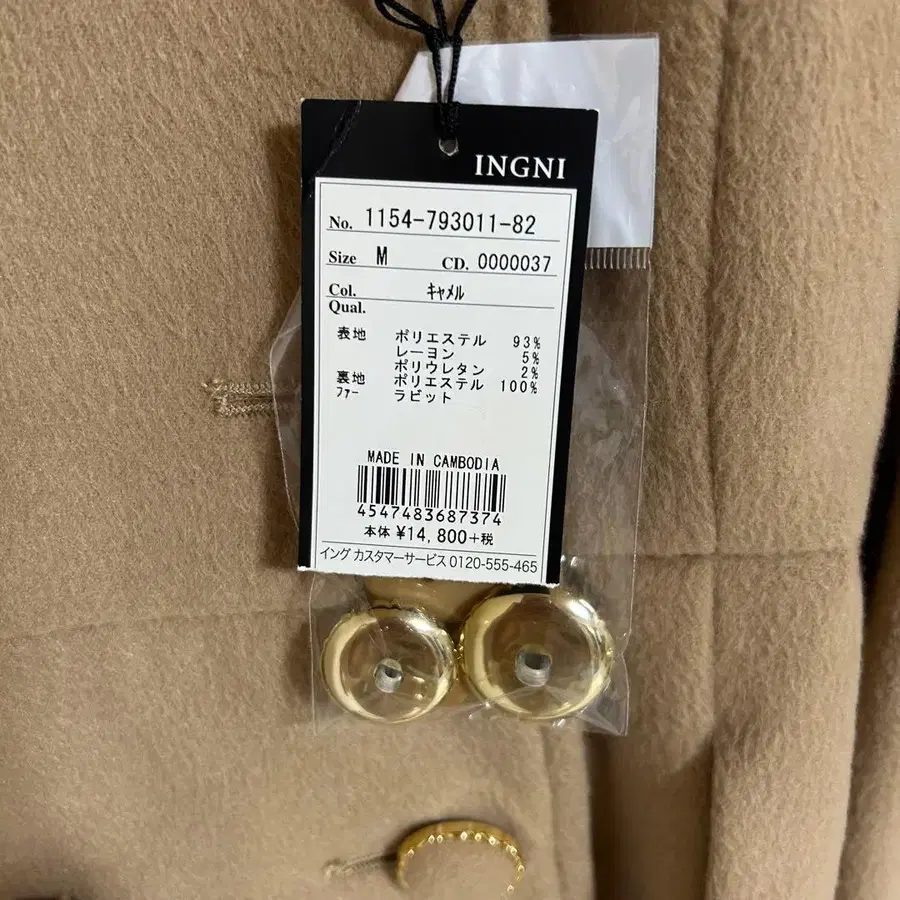 INGNI
No. 1154-793011-82
Size M CD. 0000037
Col. ｷｬﾒﾙ
Qual.
表地 ポリエステル 93%
レーヨン 5%
ポリウレタン 2%
裏地 ポリエステル 100%
ﾌｧｰ ラビット
MADE IN CAMBODIA
4547483687374
本体 ¥14,800+税
イング カスタマーサービス 0120-555-465